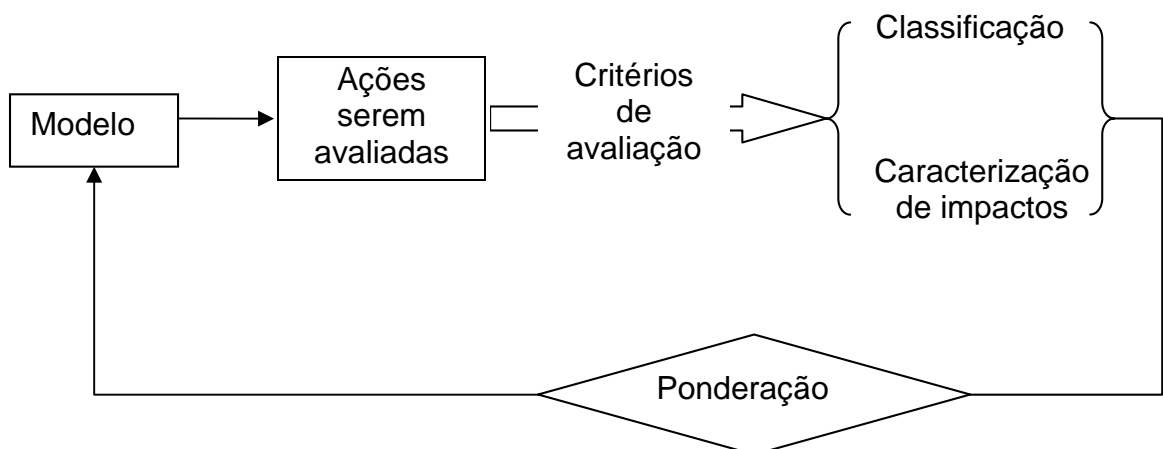 Modelo
Ações
serem
avaliadas
Critérios
de
avaliação
Classificação
Caracterização
de impactos
Ponderação